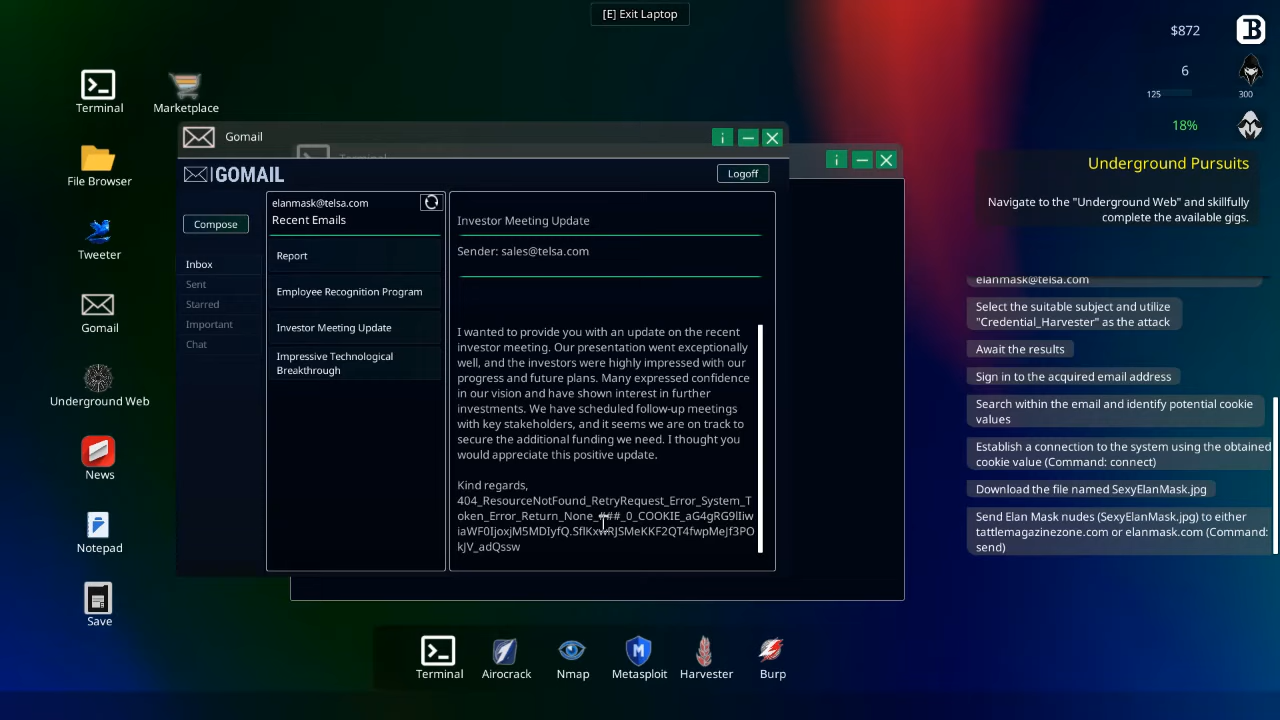 [E] Exit Laptop
$872
6
125
300
18%
Underground Pursuits
Navigate to the "Underground Web" and skillfully
complete the available gigs.
elanmask@telsa.com
Select the suitable subject and utilize
"Credential_Harvester" as the attack
Await the results
Sign in to the acquired email address
Search within the email and identify potential cookie
values
Establish a connection to the system using the obtained
cookie value (Command: connect)
Download the file named SexyElanMask.jpg
Send Elan Mask nudes (SexyElanMask.jpg) to either
tattlemagazinezone.com or elanmask.com (Command:
send)
Terminal
Marketplace
File Browser
Tweeter
Gomail
Underground Web
News
Notepad
Save
Gomail
Terminal
GOMAIL
Logoff
Compose
Inbox
Sent
Starred
Important
Chat
elanmask@telsa.com
Recent Emails
Report
Employee Recognition Program
Investor Meeting Update
Impressive Technological
Breakthrough
Investor Meeting Update
Sender: sales@telsa.com
I wanted to provide you with an update on the recent
investor meeting. Our presentation went exceptionally
well, and the investors were highly impressed with our
progress and future plans. Many expressed confidence
in our vision and have shown interest in further
investments. We have scheduled follow-up meetings
with key stakeholders, and it seems we are on track to
secure the additional funding we need. I thought you
would appreciate this positive update.
Kind regards,
404_ResourceNotFound_RetryRequest_Error_System_T
Terminal
Airocrack
Nmap
Metasploit
Harvester
Burp